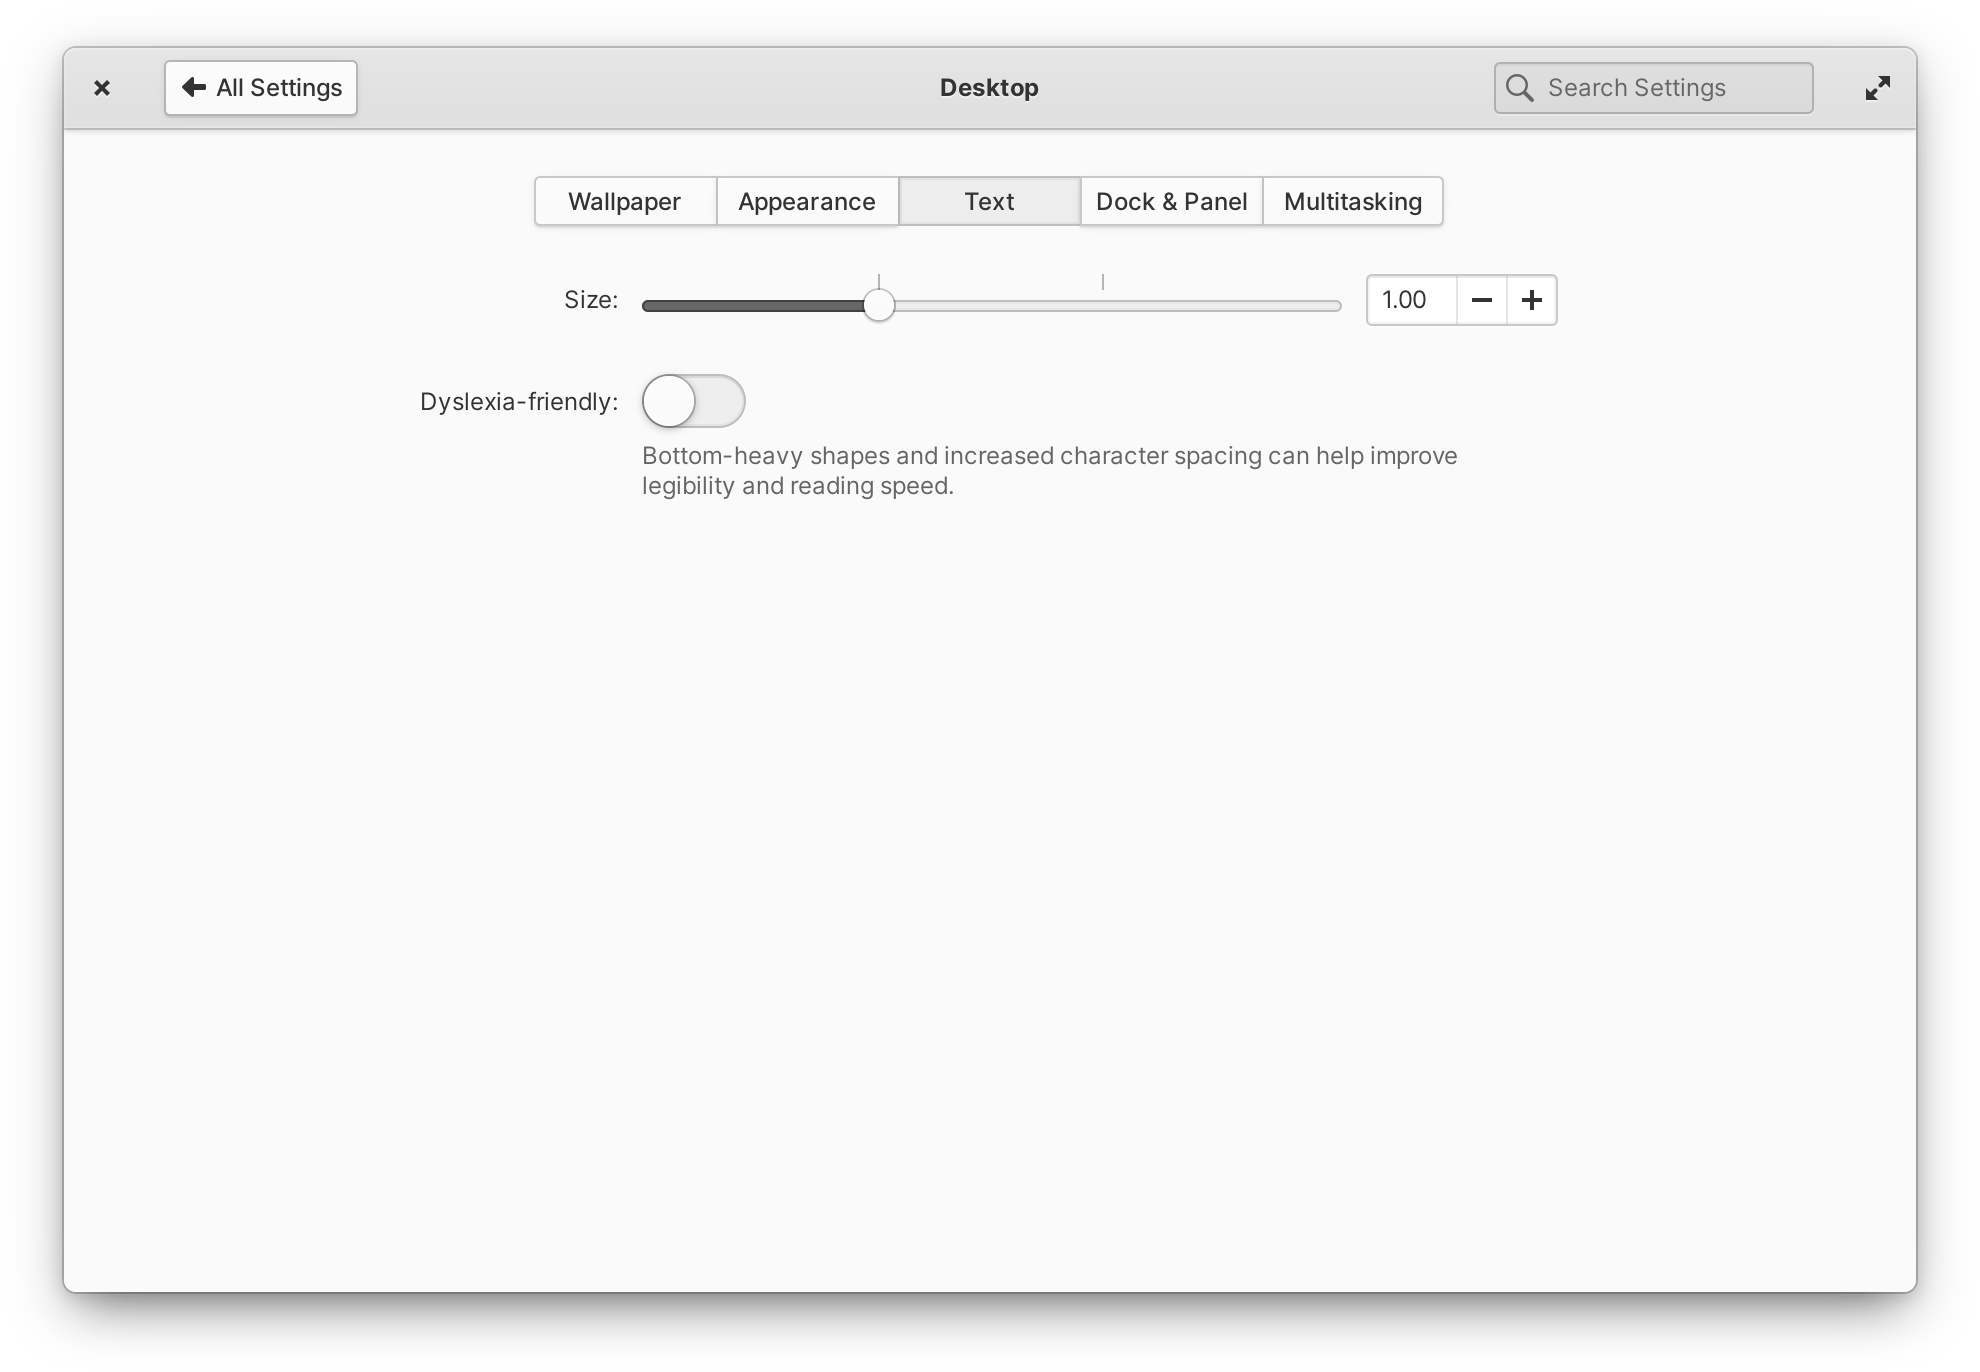 All Settings
Desktop
Search Settings
Wallpaper
Appearance
Text
Dock & Panel
Multitasking
Size:
1.00
Dyslexia-friendly:
Bottom-heavy shapes and increased character spacing can help improve
legibility and reading speed.